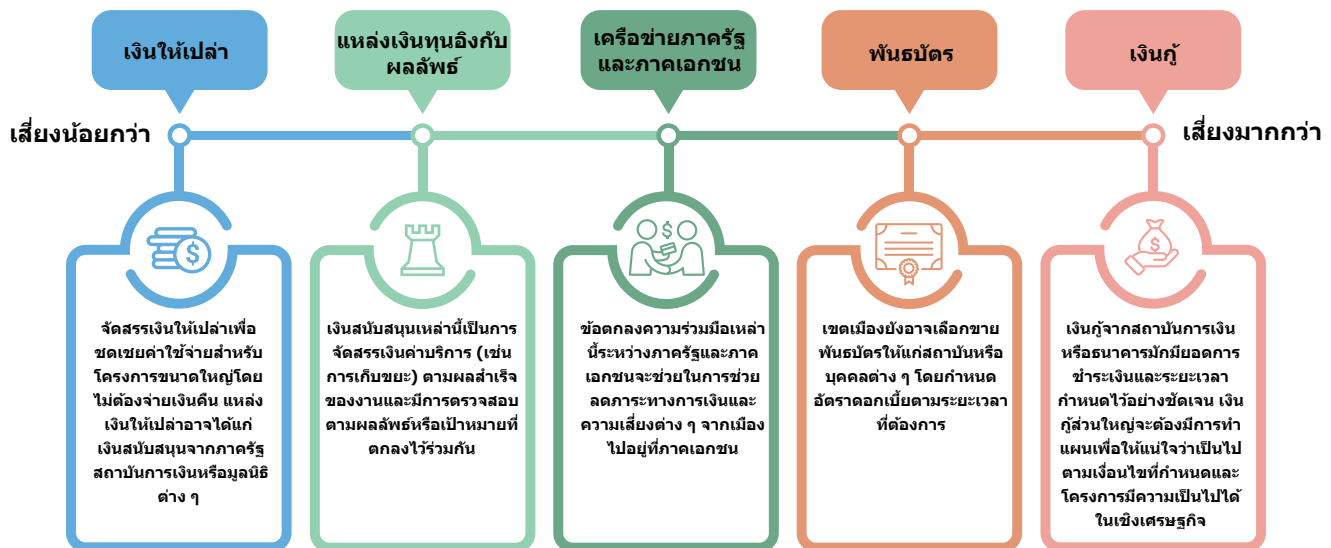 เงินให้เปล่า
แหล่งเงินทุนอิงกับ
ผลลัพธ์
เครือข่ายภาครัฐ
และภาคเอกชน
พันธบัตร
เงินกู้
เสี่ยงน้อยกว่า
เสี่ยงมากกว่า
จัดสรรเงินให้เปล่าเพื่อ
ชดเชยค่าใช้จ่ายสำหรับ
โครงการขนาดใหญ่โดย
ไม่ต้องจ่ายเงินคืน แหล่ง
เงินให้เปล่าอาจได้แก่
เงินสนับสนุนจากภาครัฐ
สถาบันการเงินหรือมูลนิธิ
ต่าง ๆ
เงินสนับสนุนเหล่านี้เป็นการ
จัดสรรเงินค่าบริการ (เช่น
การเก็บขยะ) ตามผลสำเร็จ
ของงานและมีการตรวจสอบ
ตามผลลัพธ์หรือเป้าหมายที่
ตกลงไว้ร่วมกัน
ข้อตกลงความร่วมมือเหล่า
นี้ระหว่างภาครัฐและภาค
เอกชนจะช่วยในการช่วย
ลดภาระทางการเงินและ
ความเสี่ยงต่าง ๆ จากเมือง
ไปอยู่ที่ภาคเอกชน
เขตเมืองยังอาจเลือกขาย
พันธบัตรให้แก่สถาบันหรือ
บุคคลต่าง ๆ โดยกำหนด
อัตราดอกเบี้ยตามระยะเวลา
ที่ต้องการ
เงินกู้จากสถาบันการเงิน
หรือธนาคารมักมียอดการ
ชำระเงินและระยะเวลา
กำหนดไว้อย่างชัดเจน เงิน
กู้ส่วนใหญ่จะต้องมีการทำ
แผนเพื่อให้แน่ใจว่าเป็นไป
ตามเงื่อนไขที่กำหนดและ
โครงการมีความเป็นไปได้
ในเชิงเศรษฐกิจ